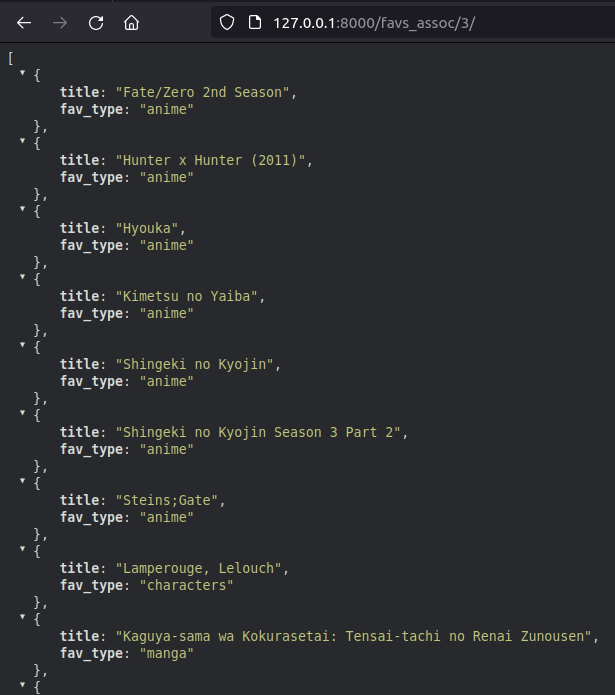 127.0.0.1:8000/favs_assoc/3/
[
{
title: "Fate/Zero 2nd Season",
fav_type: "anime"
},
{
title: "Hunter x Hunter (2011)",
fav_type: "anime"
},
{
title: "Hyouka",
fav_type: "anime"
},
{
title: "Kimetsu no Yaiba",
fav_type: "anime"
},
{
title: "Shingeki no Kyojin",
fav_type: "anime"
},
{
title: "Shingeki no Kyojin Season 3 Part 2",
fav_type: "anime"
},
{
title: "Steins;Gate",
fav_type: "anime"
},
{
title: "Lamperouge, Lelouch",
fav_type: "characters"
},
{
title: "Kaguya-sama wa Kokurasetai: Tensai-tachi no Renai Zunousen",
fav_type: "manga"
},
{